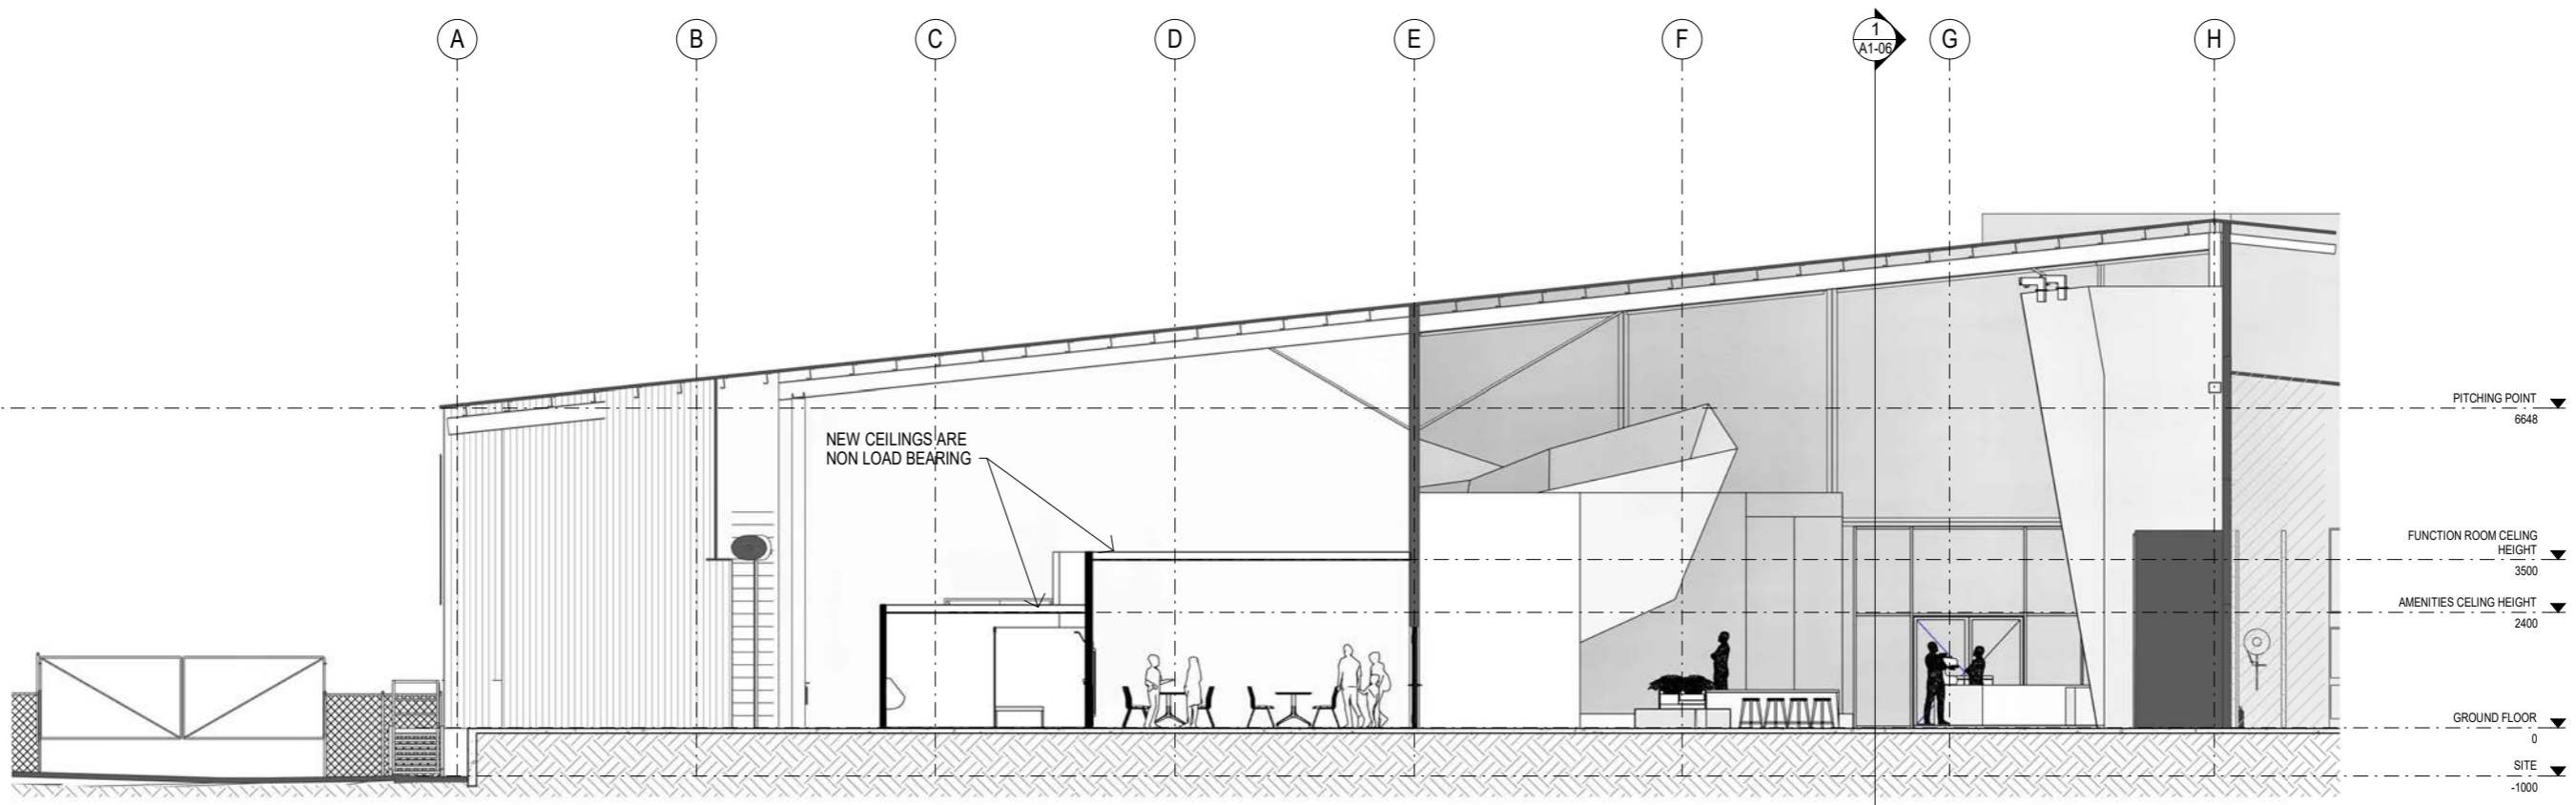 A
B
C
D
E
F
1
A1-06
G
H
PITCHING POINT
6648
NEW CEILINGS ARE
NON LOAD BEARING
FUNCTION ROOM CELING
HEIGHT
3500
AMENITIES CELING HEIGHT
2400
GROUND FLOOR
0
SITE
-1000